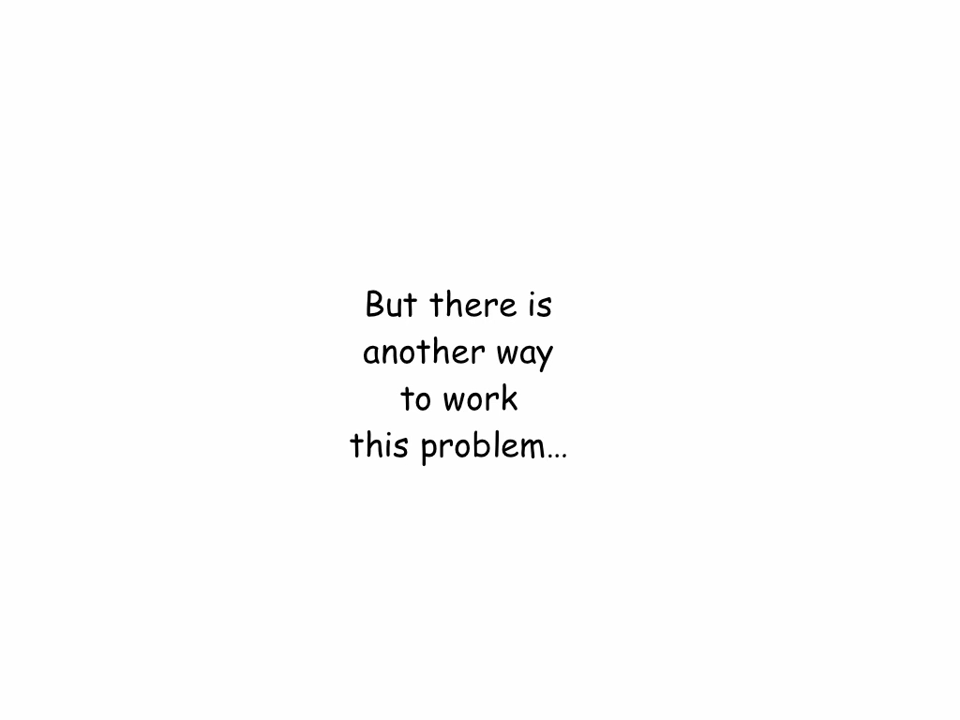 But there is
another way
to work
this problem…